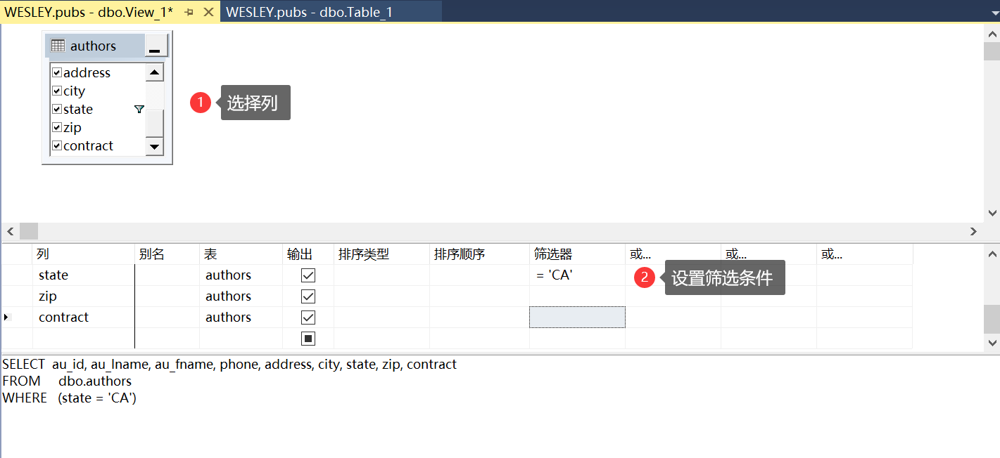 WESLEY.pubs - dbo.View_1* WESLEY.pubs - dbo.Table_1
authors
address
city
state
zip
contract
1 选择列
列 别名 表 输出 排序类型 排序顺序 筛选器 或... 或... 或...
state authors = 'CA'
2 设置筛选条件
zip authors
contract authors
SELECT au_id, au_lname, au_fname, phone, address, city, state, zip, contract
FROM dbo.authors
WHERE (state = 'CA')